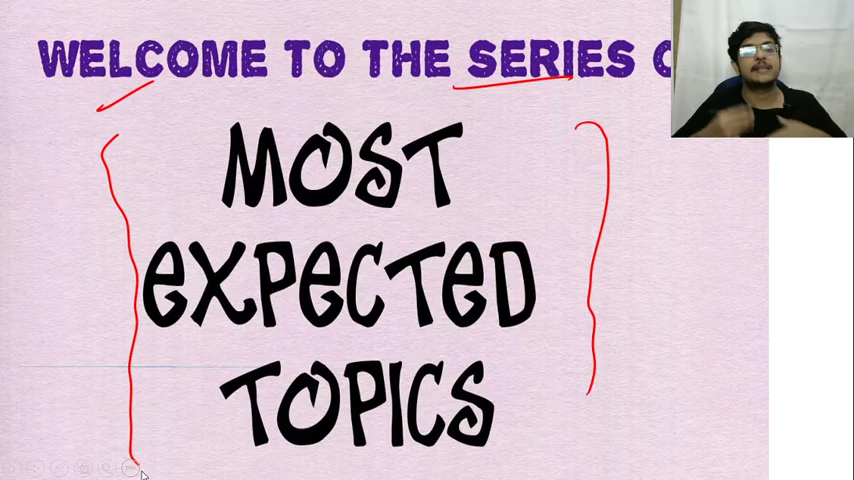 WELCOME TO THE SERIES
MOST
EXPECTED
TOPICS